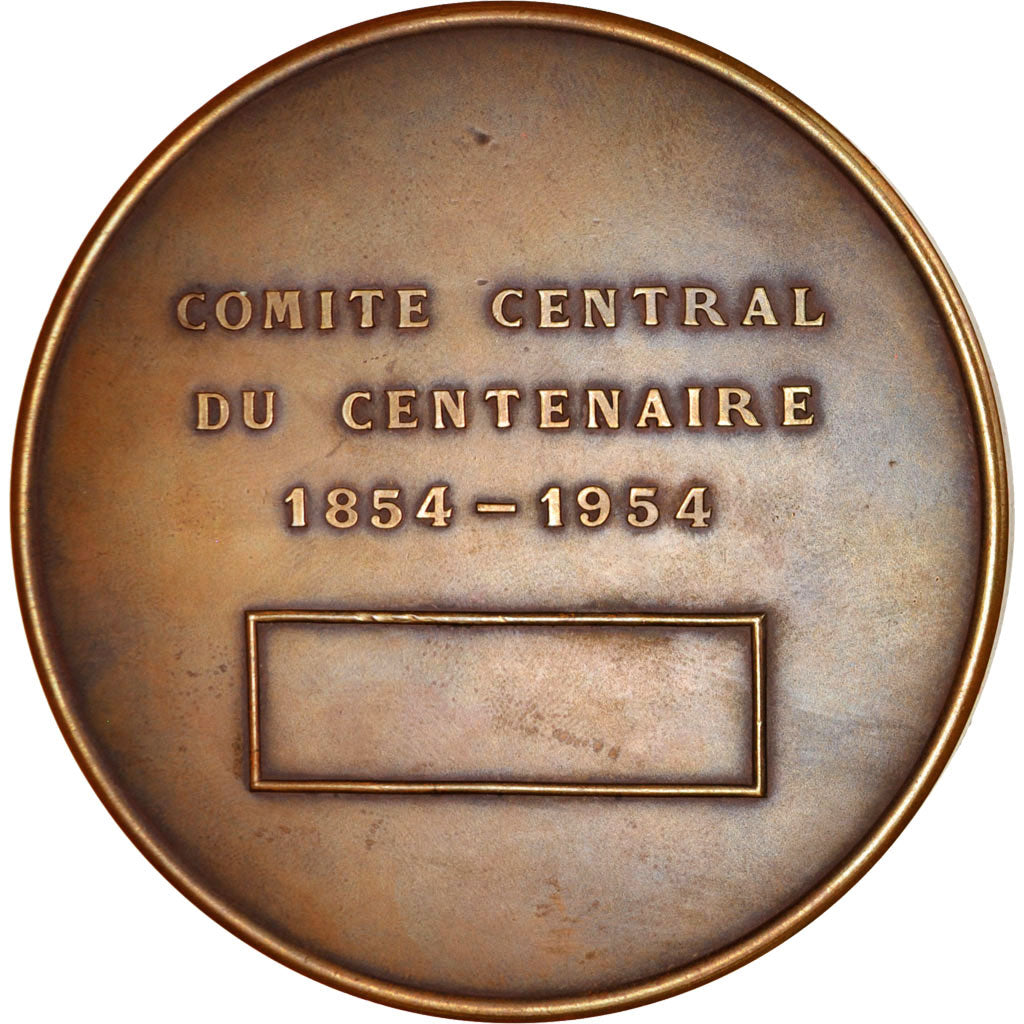 COMITE CENTRAL
DU CENTENAIRE
1854-1954